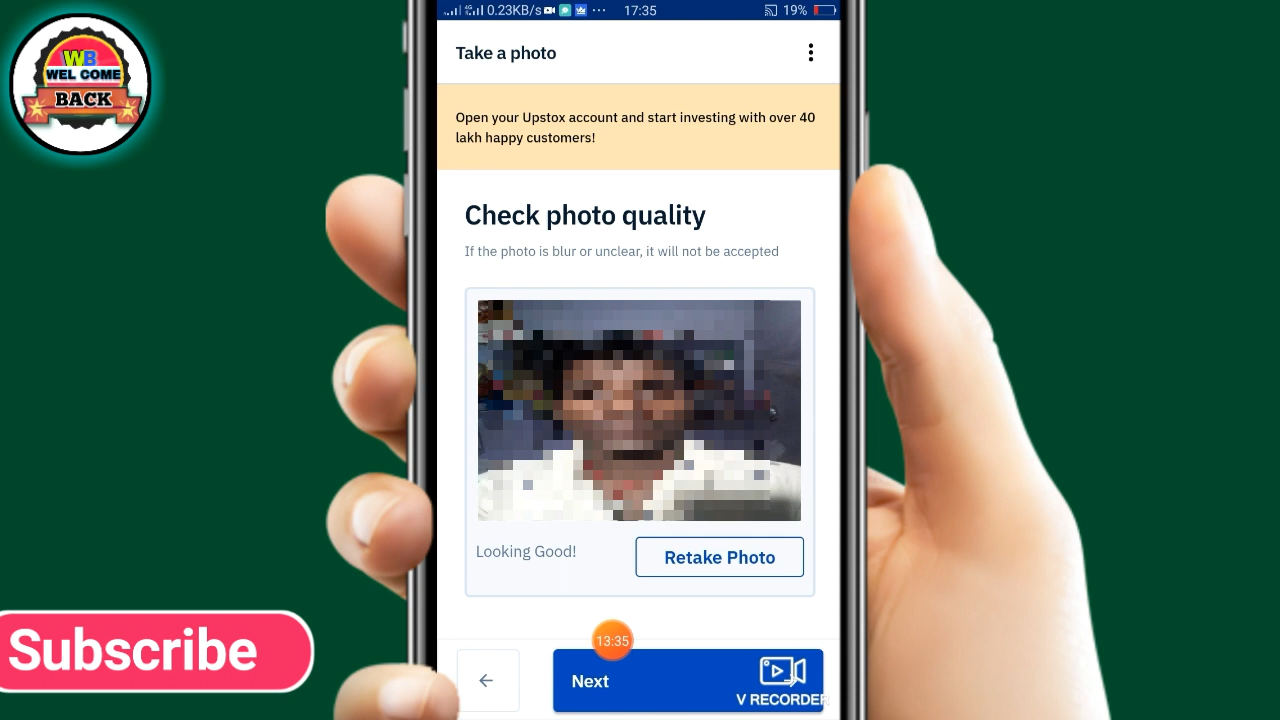 WB
WEL COME
BACK
0.23KB/s
17:35
19%
Take a photo
Open your Upstox account and start investing with over 40
lakh happy customers!
Check photo quality
If the photo is blur or unclear, it will not be accepted
Looking Good!
Retake Photo
13:35
Next
V RECORDER
Subscribe